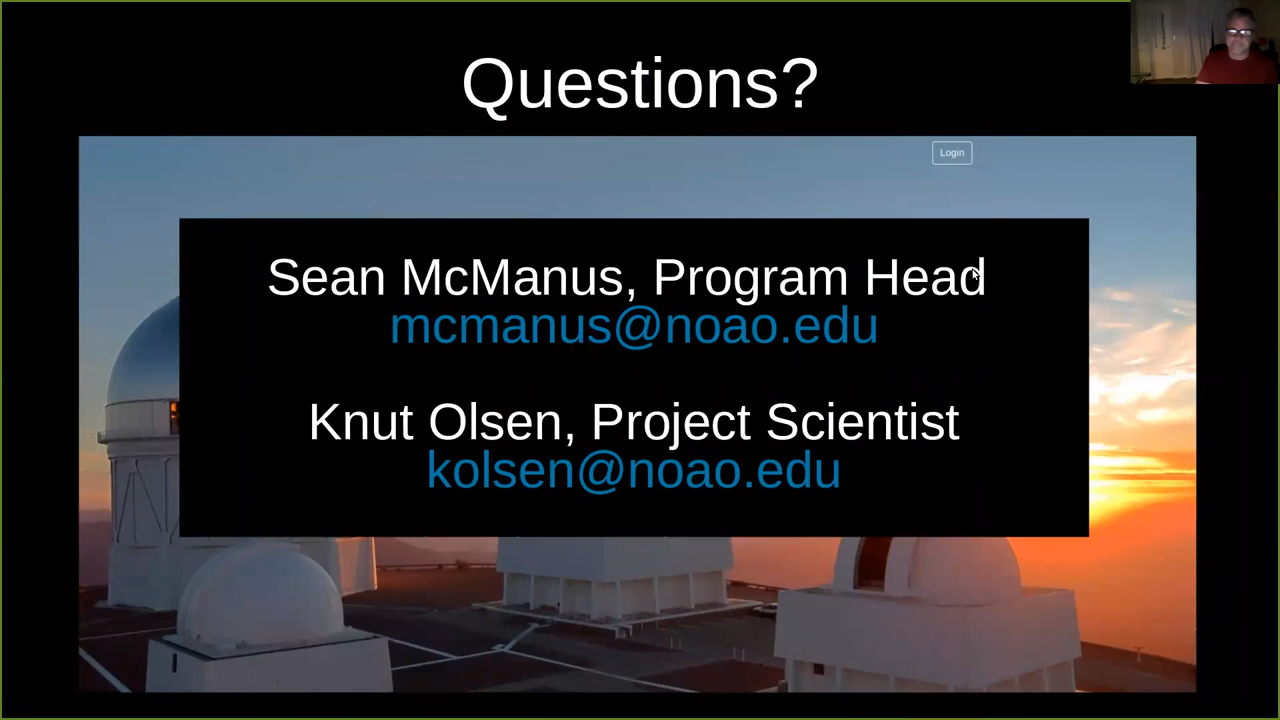 Questions?
Login
Sean McManus, Program Head
mcmanus@noao.edu
Knut Olsen, Project Scientist
kolsen@noao.edu